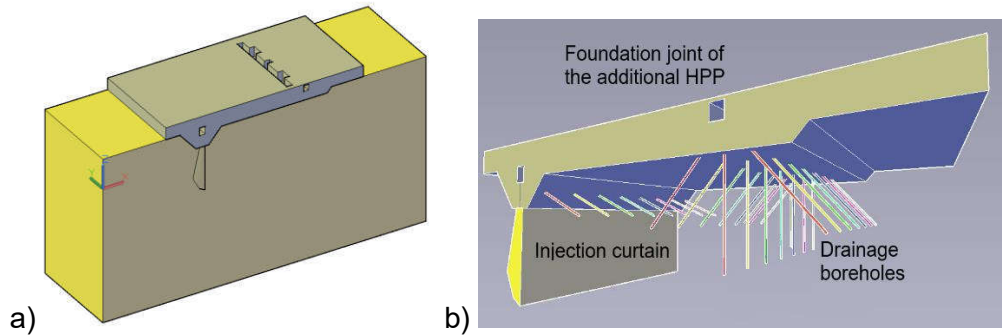 a)
b)
Foundation joint of
the additional HPP
Injection curtain
Drainage
boreholes